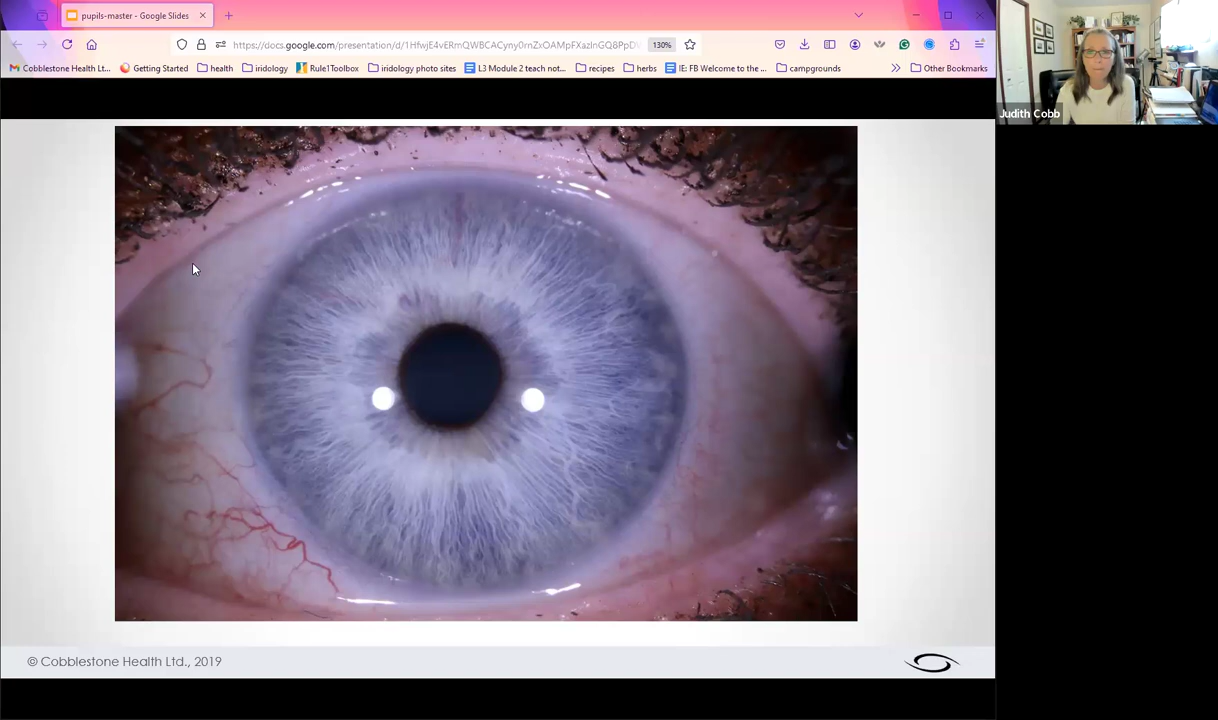 pupils-master - Google Slides
https://docs.google.com/presentation/d/1HfwjE4vERmQWBCACyny0rnZxOAMpFXazlnGQ8PpDV
130%
Cobblestone Health Lt...
Getting Started
health
iridology
Rule1Toolbox
iridology photo sites
L3 Module 2 teach not...
recipes
herbs
IE: FB Welcome to the ...
campgrounds
Other Bookmarks
Judith Cobb
© Cobblestone Health Ltd., 2019